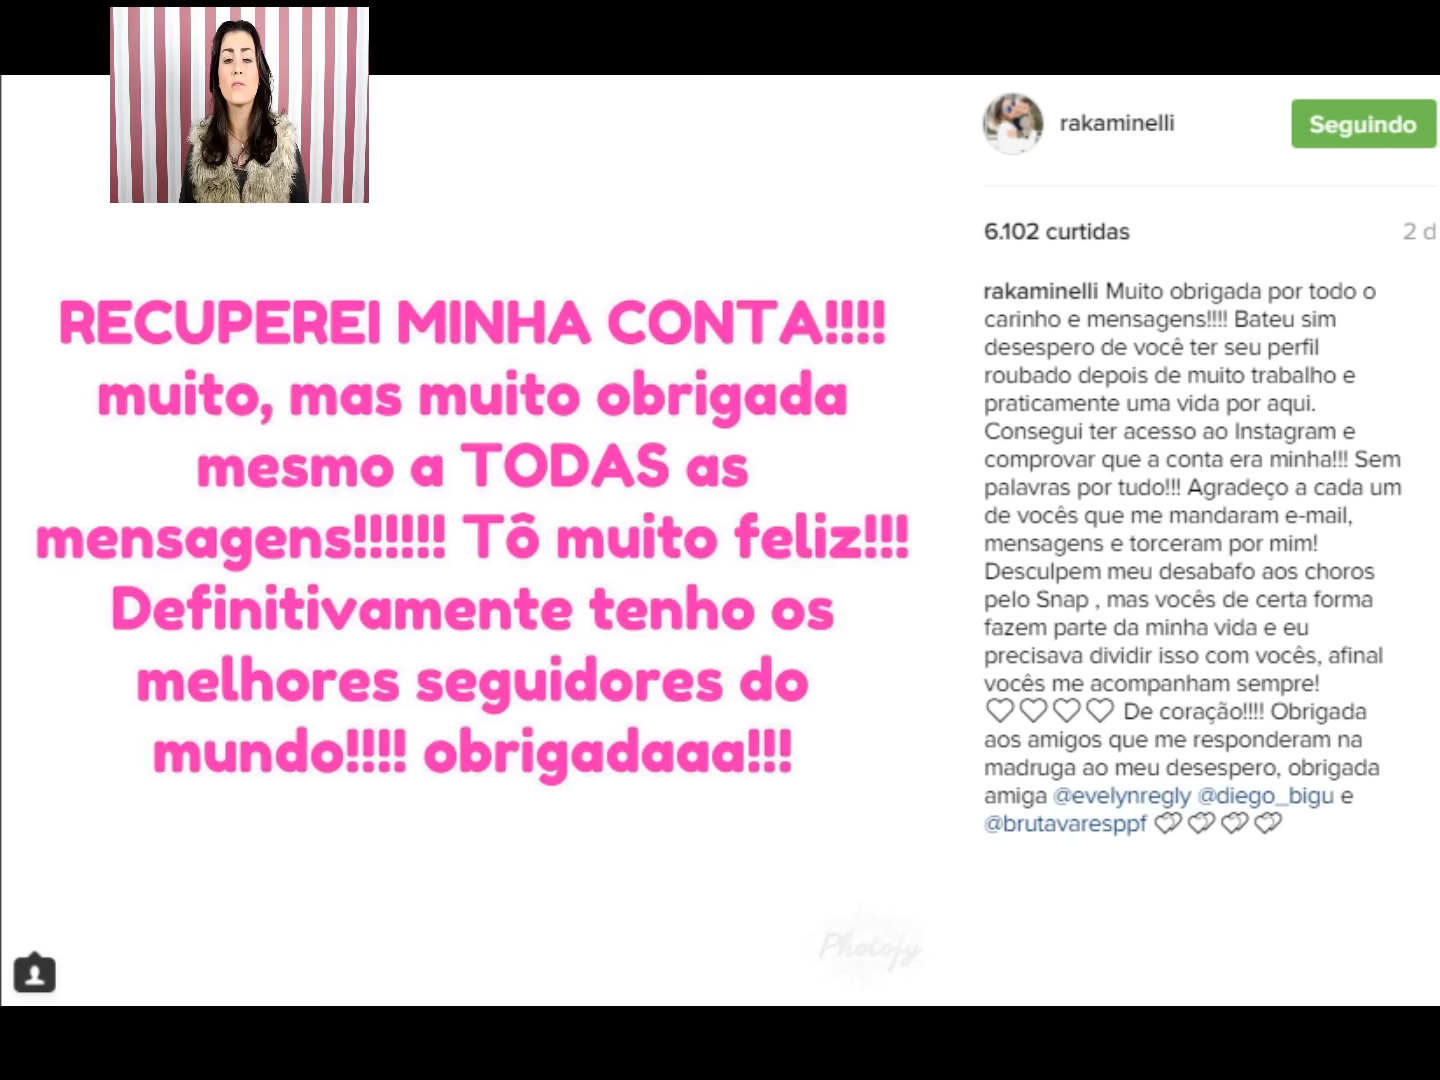 RECUPEREI MINHA CONTA!!!!
muito, mas muito obrigada
mesmo a TODAS as
mensagens!!!!!! Tô muito feliz!!!
Definitivamente tenho os
melhores seguidores do
mundo!!!! obrigadaaa!!!
Photofy
rakaminelli
Seguindo
6.102 curtidas
2 d
rakaminelli Muito obrigada por todo o
carinho e mensagens!!!! Bateu sim
desespero de você ter seu perfil
roubado depois de muito trabalho e
praticamente uma vida por aqui.
Consegui ter acesso ao Instagram e
comprovar que a conta era minha!!! Sem
palavras por tudo!!! Agradeço a cada um
de vocês que me mandaram e-mail,
mensagens e torceram por mim!
Desculpem meu desabafo aos choros
pelo Snap , mas vocês de certa forma
fazem parte da minha vida e eu
precisava dividir isso com vocês, afinal
vocês me acompanham sempre!
♡♡♡♡ De coração!!!! Obrigada
aos amigos que me responderam na
madruga ao meu desespero, obrigada
amiga @evelynregly @diego_bigu e
@brutavaresppf 💕💕💕💕